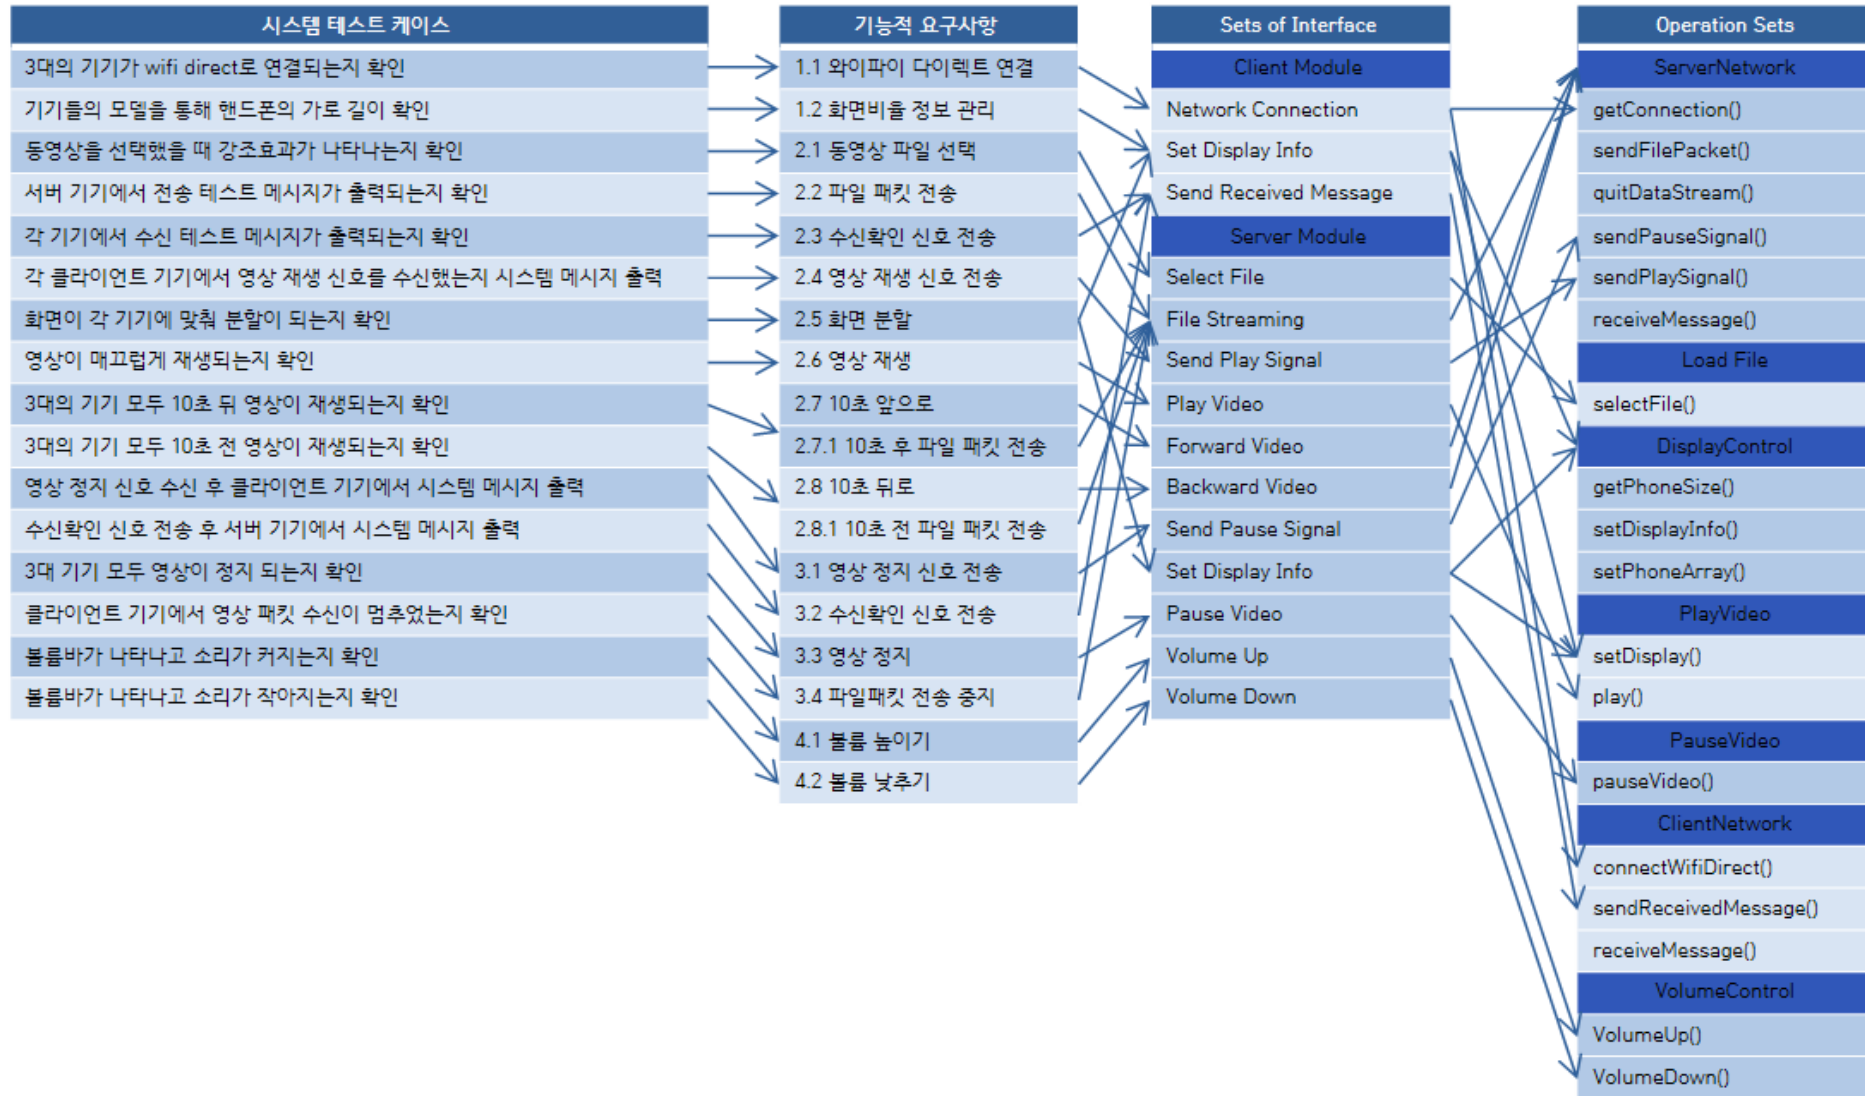 시스템 테스트 케이스
3대의 기기가 wifi direct로 연결되는지 확인
기기들의 모델을 통해 핸드폰의 가로 길이 확인
동영상을 선택했을 때 강조효과가 나타나는지 확인
서버 기기에서 전송 테스트 메시지가 출력되는지 확인
각 기기에서 수신 테스트 메시지가 출력되는지 확인
각 클라이언트 기기에서 영상 재생 신호를 수신했는지 시스템 메시지 출력
화면이 각 기기에 맞춰 분할이 되는지 확인
영상이 매끄럽게 재생되는지 확인
3대의 기기 모두 10초 뒤 영상이 재생되는지 확인
3대의 기기 모두 10초 전 영상이 재생되는지 확인
영상 정지 신호 수신 후 클라이언트 기기에서 시스템 메시지 출력
수신확인 신호 전송 후 서버 기기에서 시스템 메시지 출력
3대 기기 모두 영상이 정지 되는지 확인
클라이언트 기기에서 영상 패킷 수신이 멈추었는지 확인
볼륨바가 나타나고 소리가 커지는지 확인
볼륨바가 나타나고 소리가 작아지는지 확인
기능적 요구사항
1.1 와이파이 다이렉트 연결
1.2 화면비율 정보 관리
2.1 동영상 파일 선택
2.2 파일 패킷 전송
2.3 수신확인 신호 전송
2.4 영상 재생 신호 전송
2.5 화면 분할
2.6 영상 재생
2.7 10초 앞으로
2.7.1 10초 후 파일 패킷 전송
2.8 10초 뒤로
2.8.1 10초 전 파일 패킷 전송
3.1 영상 정지 신호 전송
3.2 수신확인 신호 전송
3.3 영상 정지
3.4 파일패킷 전송 중지
4.1 볼륨 높이기
4.2 볼륨 낮추기
Sets of Interface
Client Module
Network Connection
Set Display Info
Send Received Message
Server Module
Select File
File Streaming
Send Play Signal
Play Video
Forward Video
Backward Video
Send Pause Signal
Set Display Info
Pause Video
Volume Up
Volume Down
Operation Sets
ServerNetwork
getConnection()
sendFilePacket()
quitDataStream()
sendPauseSignal()
sendPlaySignal()
receiveMessage()
Load File
selectFile()
DisplayControl
getPhoneSize()
setDisplayInfo()
setPhoneArray()
PlayVideo
setDisplay()
play()
PauseVideo
pauseVideo()
ClientNetwork
connectWifiDirect()
sendReceivedMessage()
receiveMessage()
VolumeControl
VolumeUp()
VolumeDown()